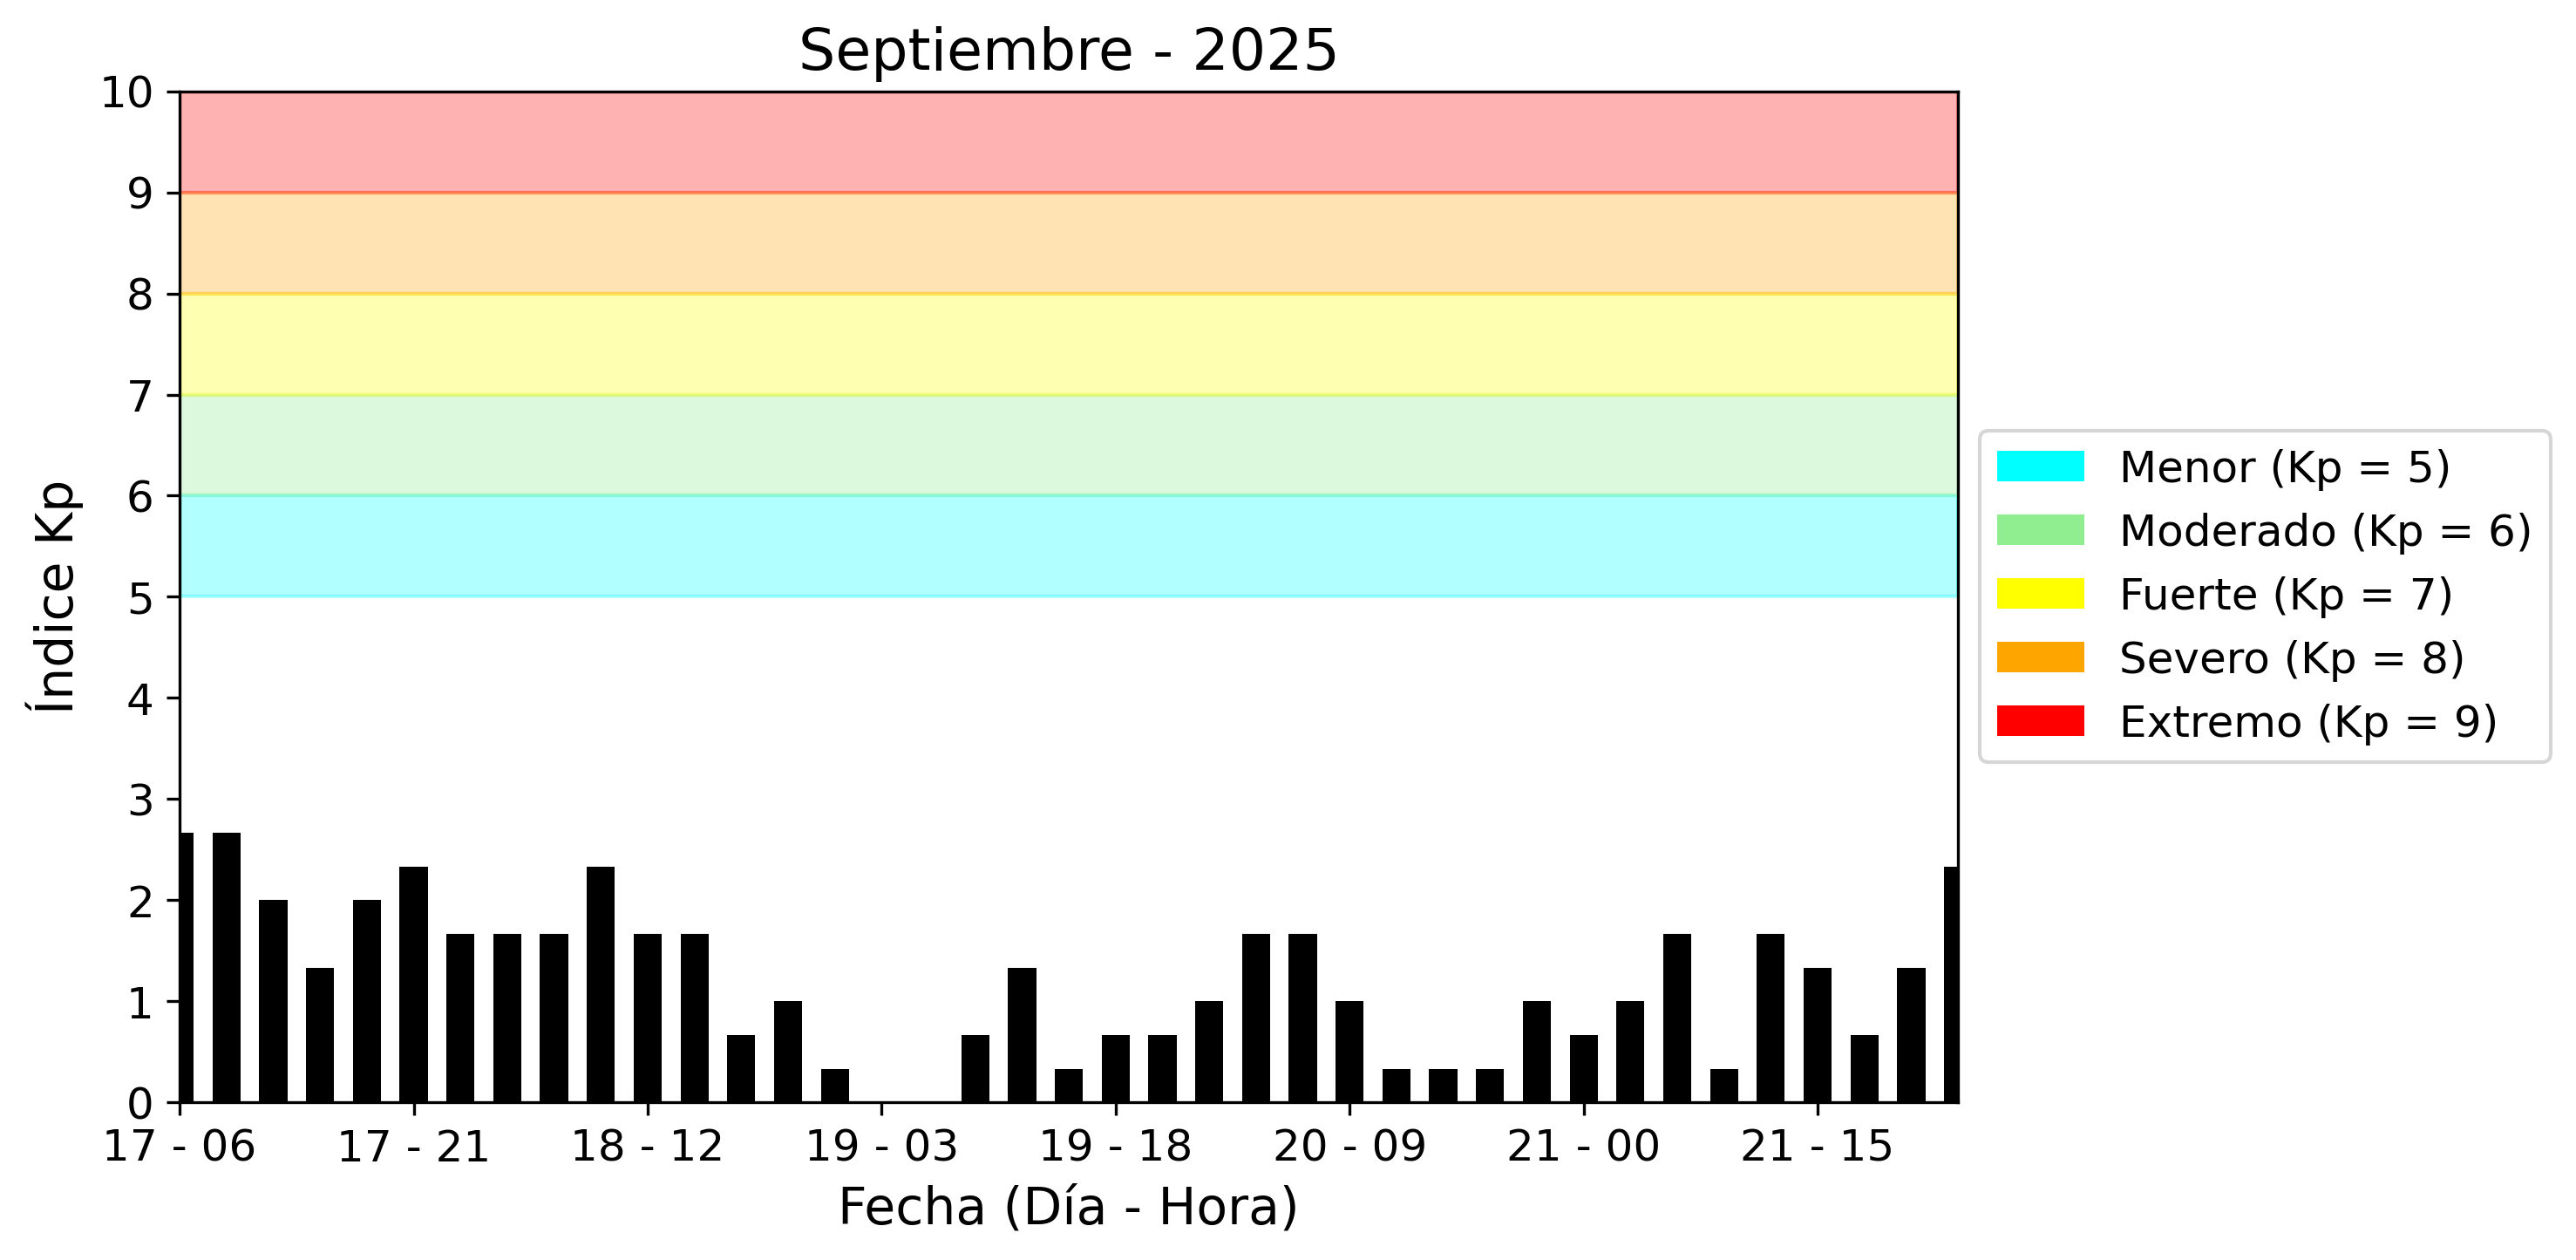 Septiembre - 2025
10
9
8
7
6
5
4
3
2
1
0
Índice Kp
17 - 06
17 - 21
18 - 12
19 - 03
19 - 18
20 - 09
21 - 00
21 - 15
Fecha (Día - Hora)
Menor (Kp = 5)
Moderado (Kp = 6)
Fuerte (Kp = 7)
Severo (Kp = 8)
Extremo (Kp = 9)